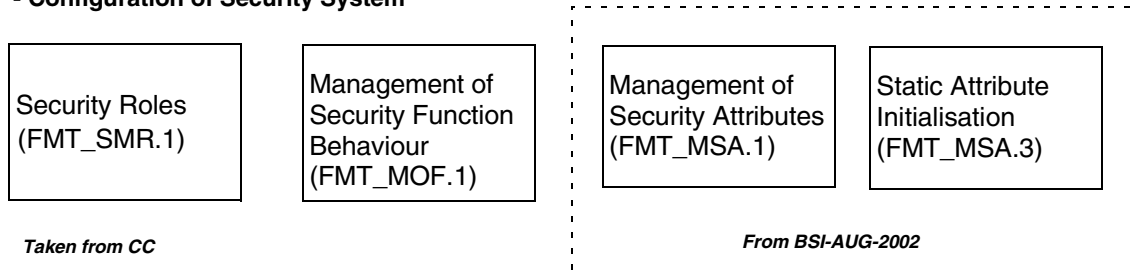 - Configuration of Security System
Security Roles
(FMT_SMR.1)
Management of
Security Function
Behaviour
(FMT_MOF.1)
Management of
Security Attributes
(FMT_MSA.1)
Static Attribute
Initialisation
(FMT_MSA.3)
Taken from CC
From BSI-AUG-2002